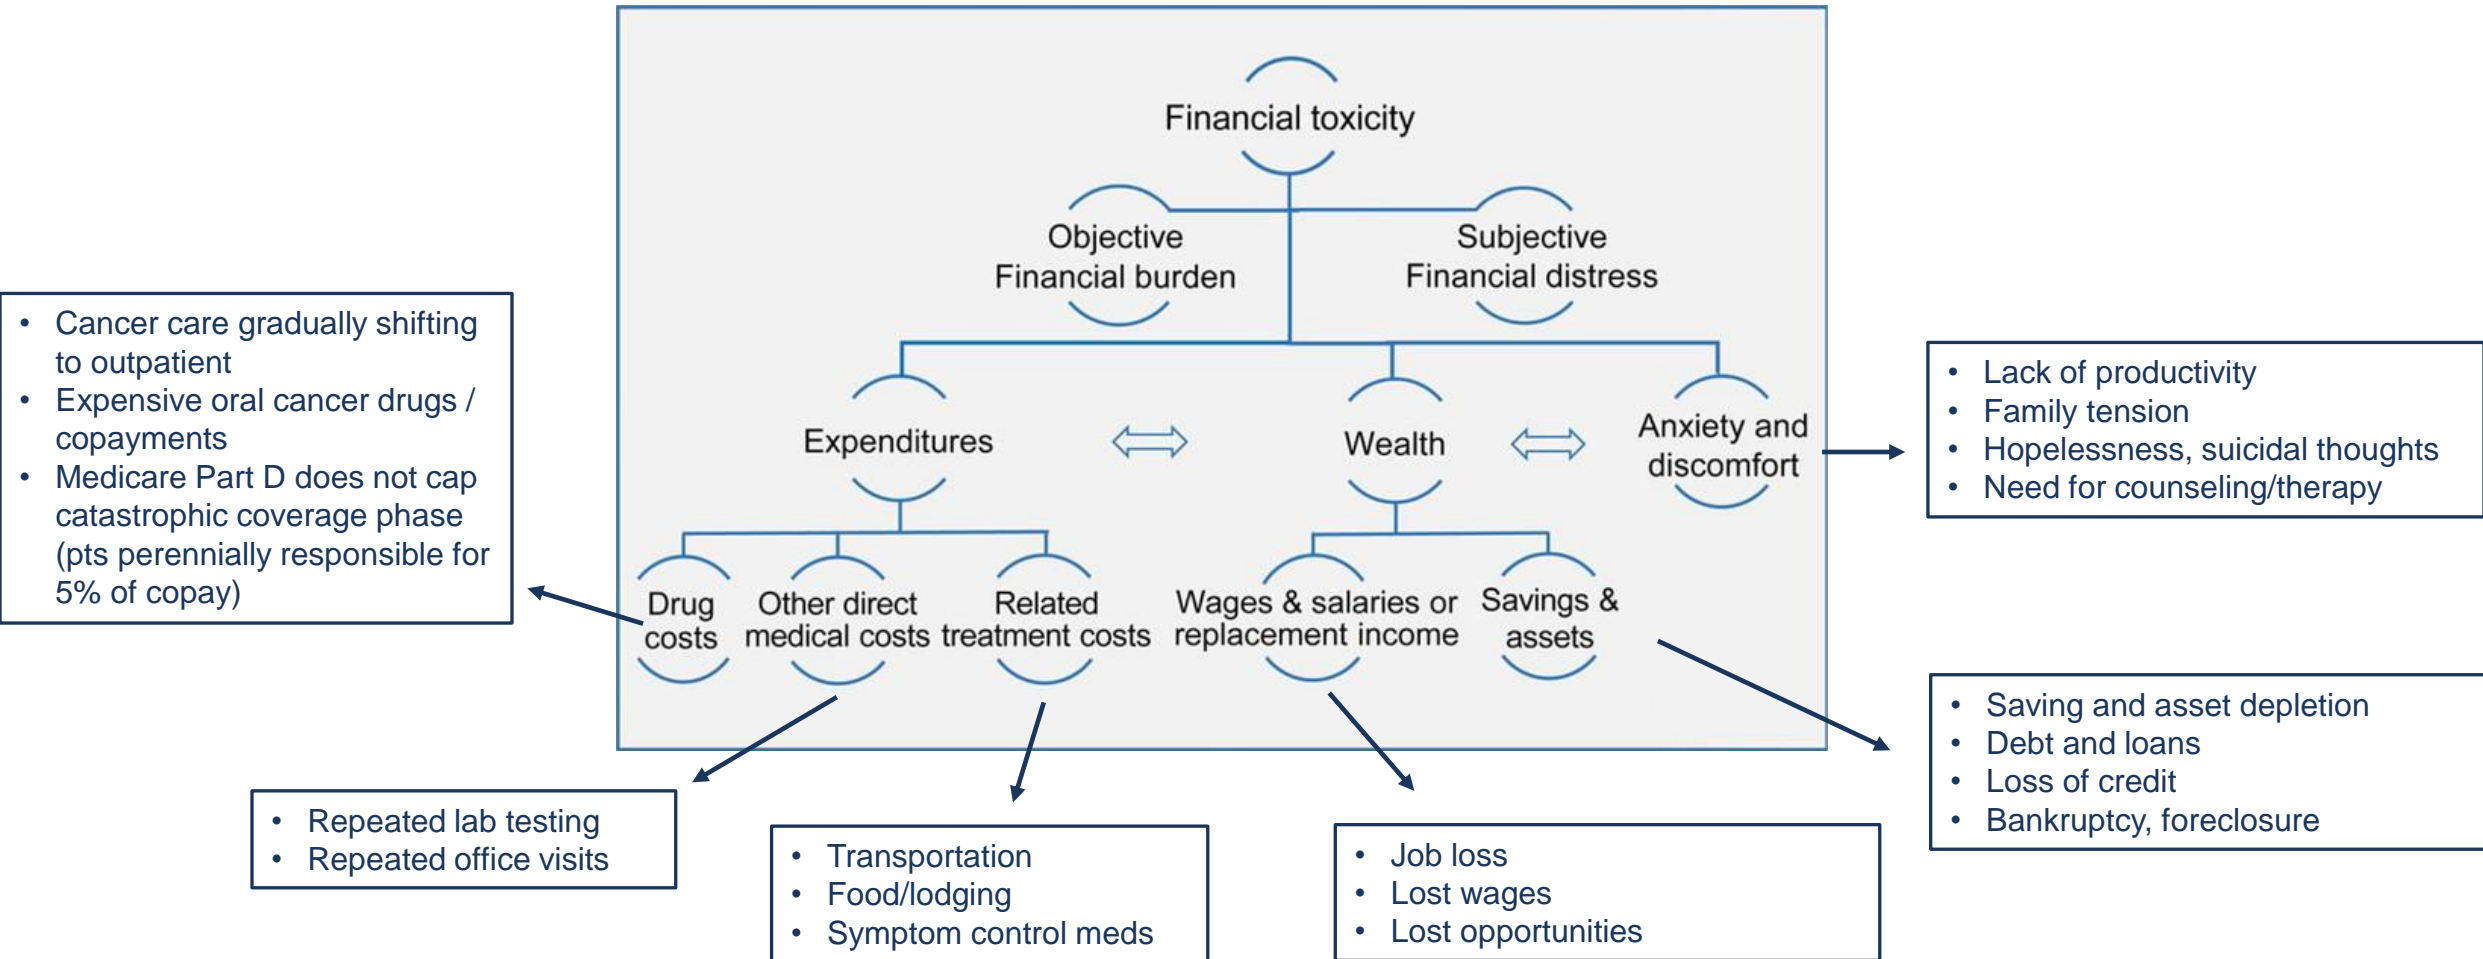 Financial toxicity
Objective
Financial burden
Subjective
Financial distress
Expenditures
Wealth
Anxiety and
discomfort
Drug
costs
Other direct
medical costs
Related
treatment costs
Wages & salaries or
replacement income
Savings &
assets
• Cancer care gradually shifting
to outpatient
• Expensive oral cancer drugs /
copayments
• Medicare Part D does not cap
catastrophic coverage phase
(pts perennially responsible for
5% of copay)
• Repeated lab testing
• Repeated office visits
• Transportation
• Food/lodging
• Symptom control meds
• Job loss
• Lost wages
• Lost opportunities
• Saving and asset depletion
• Debt and loans
• Loss of credit
• Bankruptcy, foreclosure
• Lack of productivity
• Family tension
• Hopelessness, suicidal thoughts
• Need for counseling/therapy